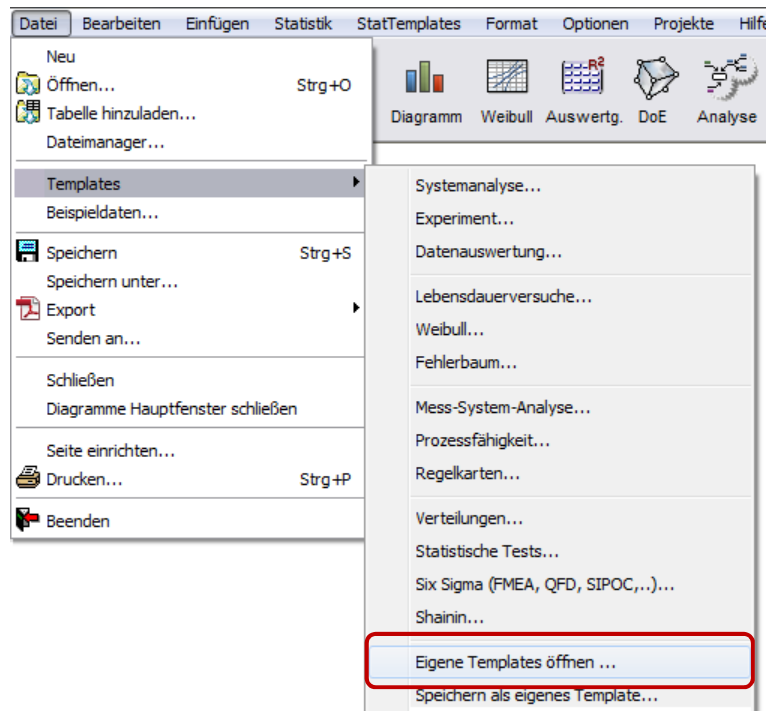 Datei Bearbeiten Einfügen Statistik StatTemplates Format Optionen Projekte Hilfe
Neu
Öffnen... Strg+O
Tabelle hinzuladen...
Dateimanager...
Templates
Beispieldaten...
Speichern Strg+S
Speichern unter...
Export
Senden an...
Schließen
Diagramme Hauptfenster schließen
Seite einrichten...
Drucken... Strg+P
Beenden
R²
Diagramm Weibull Auswertg. DoE Analyse
Systemanalyse...
Experiment...
Datenauswertung...
Lebensdauerversuche...
Weibull...
Fehlerbaum...
Mess-System-Analyse...
Prozessfähigkeit...
Regelkarten...
Verteilungen...
Statistische Tests...
Six Sigma (FMEA, QFD, SIPOC,..)...
Shainin...
Eigene Templates öffnen ...
Speichern als eigenes Template...